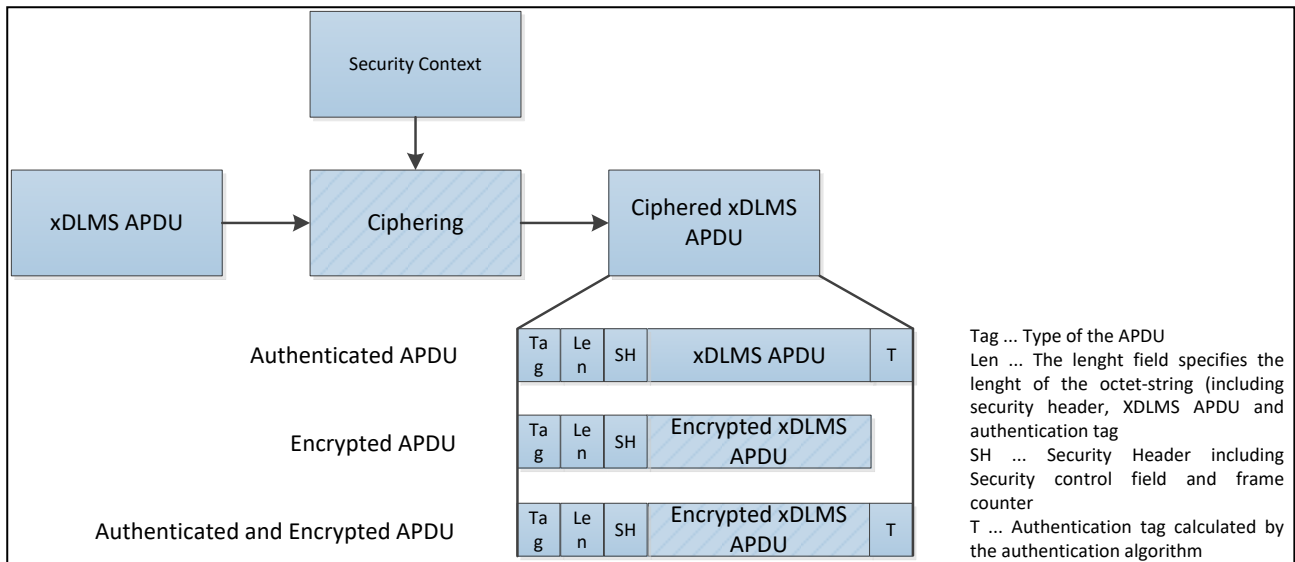 Security Context
xDLMS APDU
Ciphering
Ciphered xDLMS
APDU
Authenticated APDU
Ta
g
Le
n
SH
xDLMS APDU
T
Encrypted APDU
Ta
g
Le
n
SH
Encrypted xDLMS
APDU
Authenticated and Encrypted APDU
Ta
g
Le
n
SH
Encrypted xDLMS
APDU
T
Tag ... Type of the APDU
Len ... The lenght field specifies the
lenght of the octet-string (including
security header, XDLMS APDU and
authentication tag
SH ... Security Header including
Security control field and frame
counter
T ... Authentication tag calculated by
the authentication algorithm